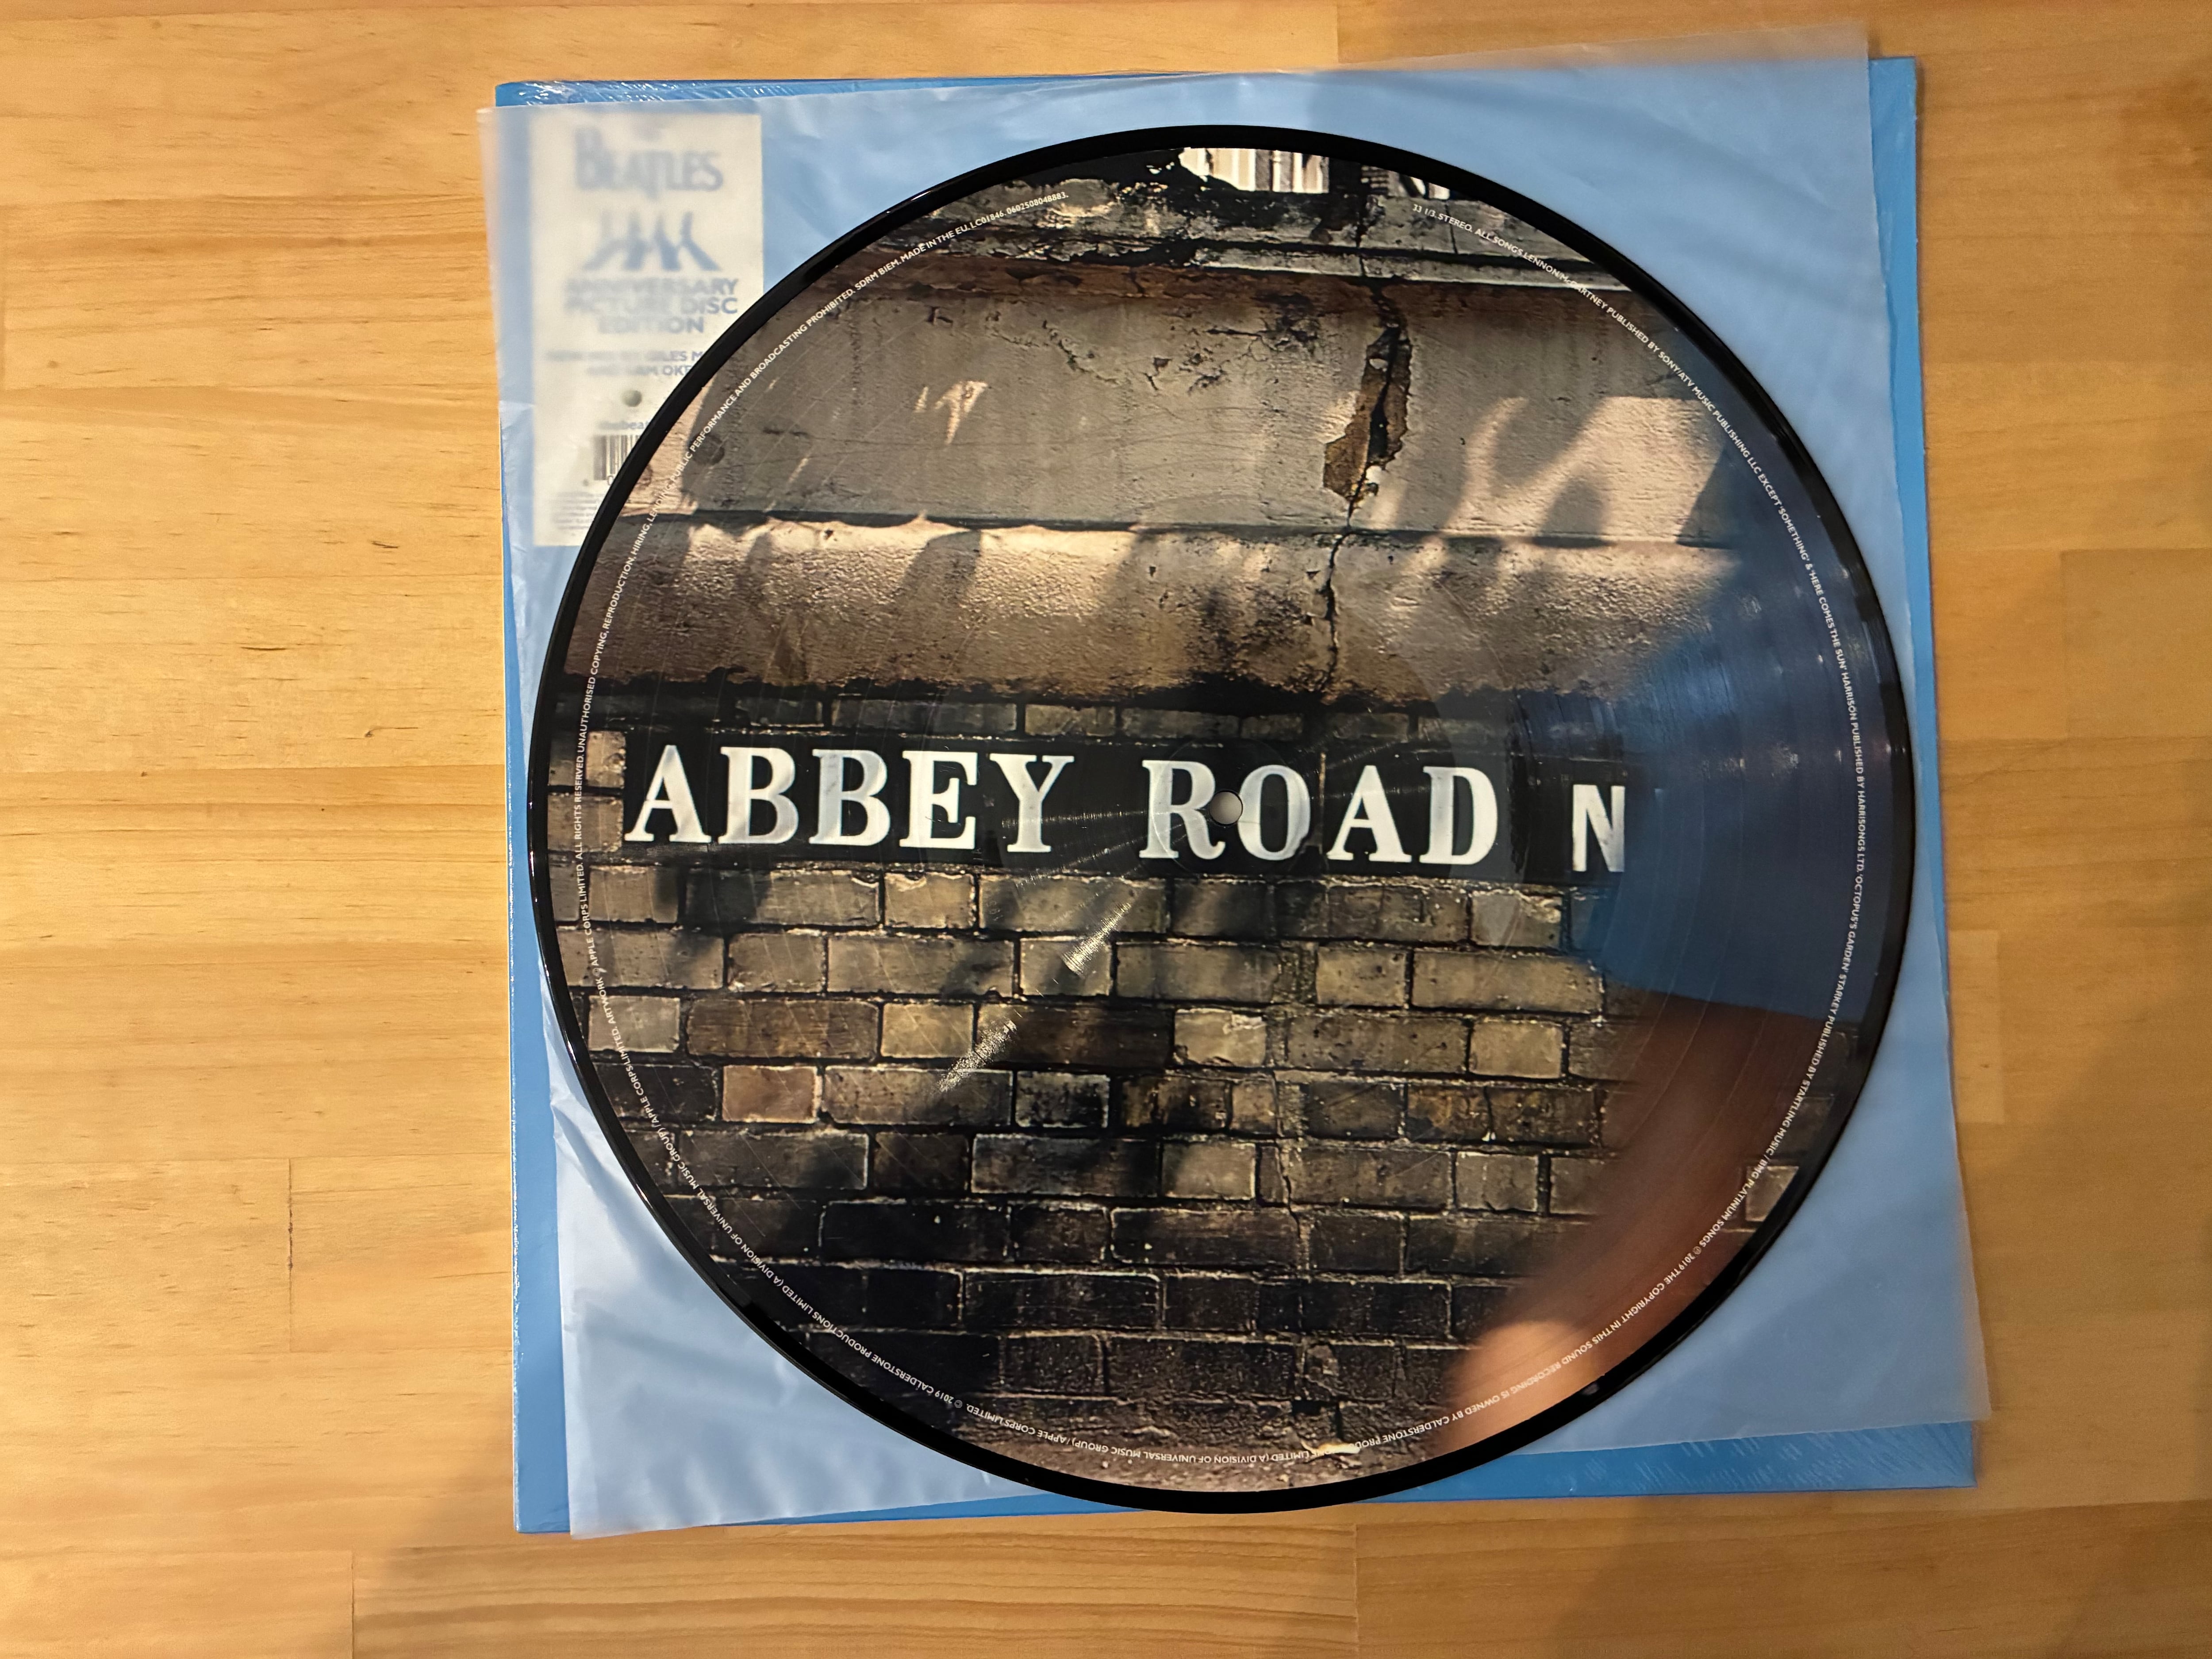 BEATLES
ANNIVERSARY
PICTURE DISC
EDITION
ABBEY ROAD N
33 1/3. STEREO. ALL SONGS LENNON/McCARTNEY PUBLISHED BY SONY/ATV MUSIC PUBLISHING LLC EXCEPT 'SOMETHING' & 'HERE COMES THE SUN' HARRISON PUBLISHED BY HARRISONGS LTD. 'OCTOPUS'S GARDEN' STARKEY PUBLISHED BY STARTLING MUSIC / BMG PLATINUM SONGS ℗ 2019 THE COPYRIGHT IN THIS SOUND RECORDING IS OWNED BY CALDERSTONE PRODUCTIONS LIMITED (A DIVISION OF UNIVERSAL MUSIC GROUP) / APPLE CORPS LIMITED. © 2019 CALDERSTONE PRODUCTIONS LIMITED (A DIVISION OF UNIVERSAL MUSIC GROUP) / APPLE CORPS LIMITED. ARTWORK © APPLE CORPS LIMITED. ALL RIGHTS RESERVED. UNAUTHORISED COPYING, REPRODUCTION, HIRING, LENDING, PUBLIC PERFORMANCE AND BROADCASTING PROHIBITED. SDRM BIEM. MADE IN THE EU. LC01846. 0602508048883.